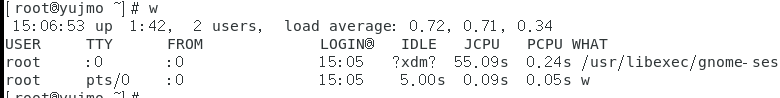 [root@yujmo ~]# w
 15:06:53 up  1:42,  2 users,  load average: 0.72, 0.71, 0.34
USER     TTY      FROM             LOGIN@   IDLE   JCPU   PCPU WHAT
root     :0       :0               15:05   ?xdm?  55.09s  0.24s /usr/libexec/gnome-ses
root     pts/0    :0               15:05    5.00s  0.09s  0.05s w
[root@yujmo ~]#